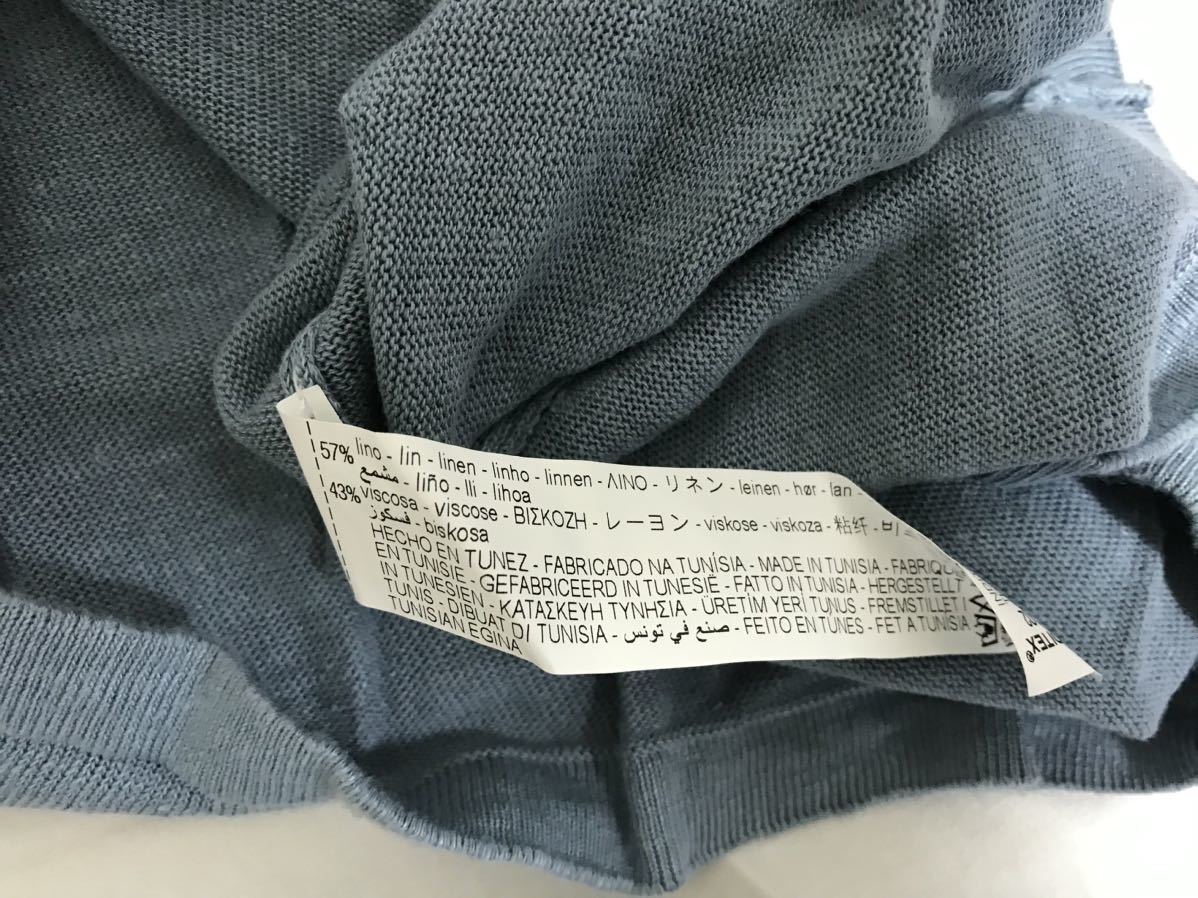 57% lino - lin - linen - linho - linnen - ΛΙΝΟ - リネン - leinen - hør - lan -
مشمع - liño - lli - lihoa
43% viscosa - viscose - ΒΙΣΚΟΖΗ - レーヨン - viskose - viskoza - 粘纤 -
فسكوز - biskosa
HECHO EN TUNEZ - FABRICADO NA TUNÍSIA - MADE IN TUNISIA -
EN TUNISIE - GEFABRICEERD IN TUNESIË - FATTO IN TUNISIA - HERGESTELLT
IN TUNESIEN - ΚΑΤΑΣΚΕΥΗ ΤΥΝΗΣΙΑ - ÜRETİM YERİ TUNUS - FREMSTILLET I
TUNIS - DIBUAT DI TUNISIA - صنع في تونس - FEITO EN TUNES - FET A TUNISIA
TUNISIAN EGINA